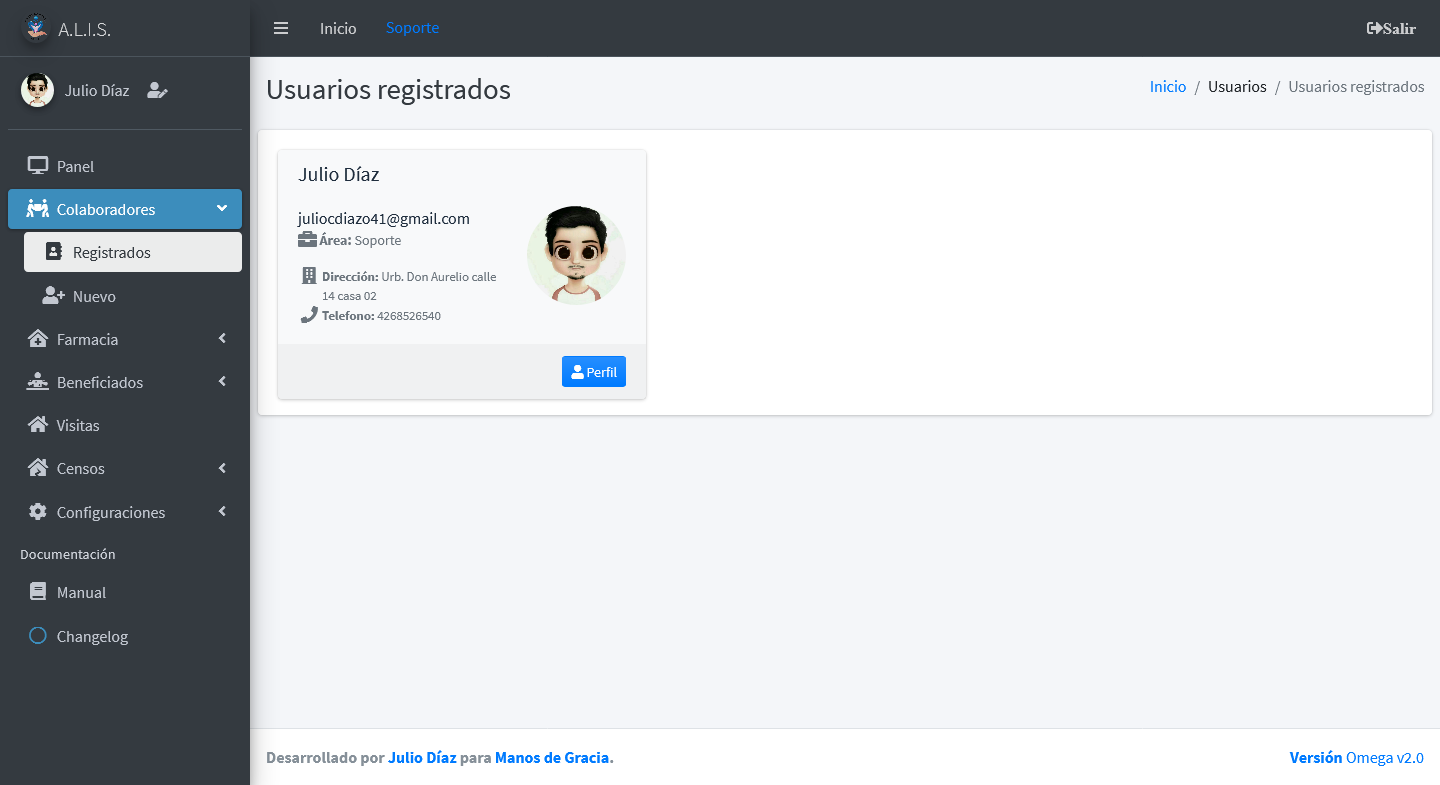 A.L.I.S.
Inicio
Soporte
Salir
Julio Díaz
Panel
Colaboradores
Registrados
Nuevo
Farmacia
Beneficiados
Visitas
Censos
Configuraciones
Documentación
Manual
Changelog
Usuarios registrados
Inicio / Usuarios / Usuarios registrados
Julio Díaz
juliocdiazo41@gmail.com
Área: Soporte
Dirección: Urb. Don Aurelio calle
14 casa 02
Telefono: 4268526540
Perfil
Desarrollado por Julio Díaz para Manos de Gracia.
Versión Omega v2.0